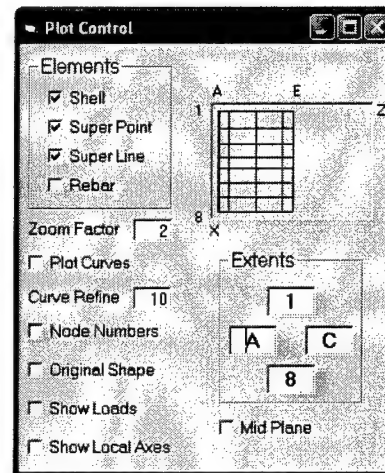 Plot Control
Elements
Shell
Super Point
Super Line
Rebar
Zoom Factor 2
Plot Curves
Curve Refine 10
Node Numbers
Original Shape
Show Loads
Show Local Axes
A E
1 Z
8
X
Extents
1
A C
8
Mid Plane